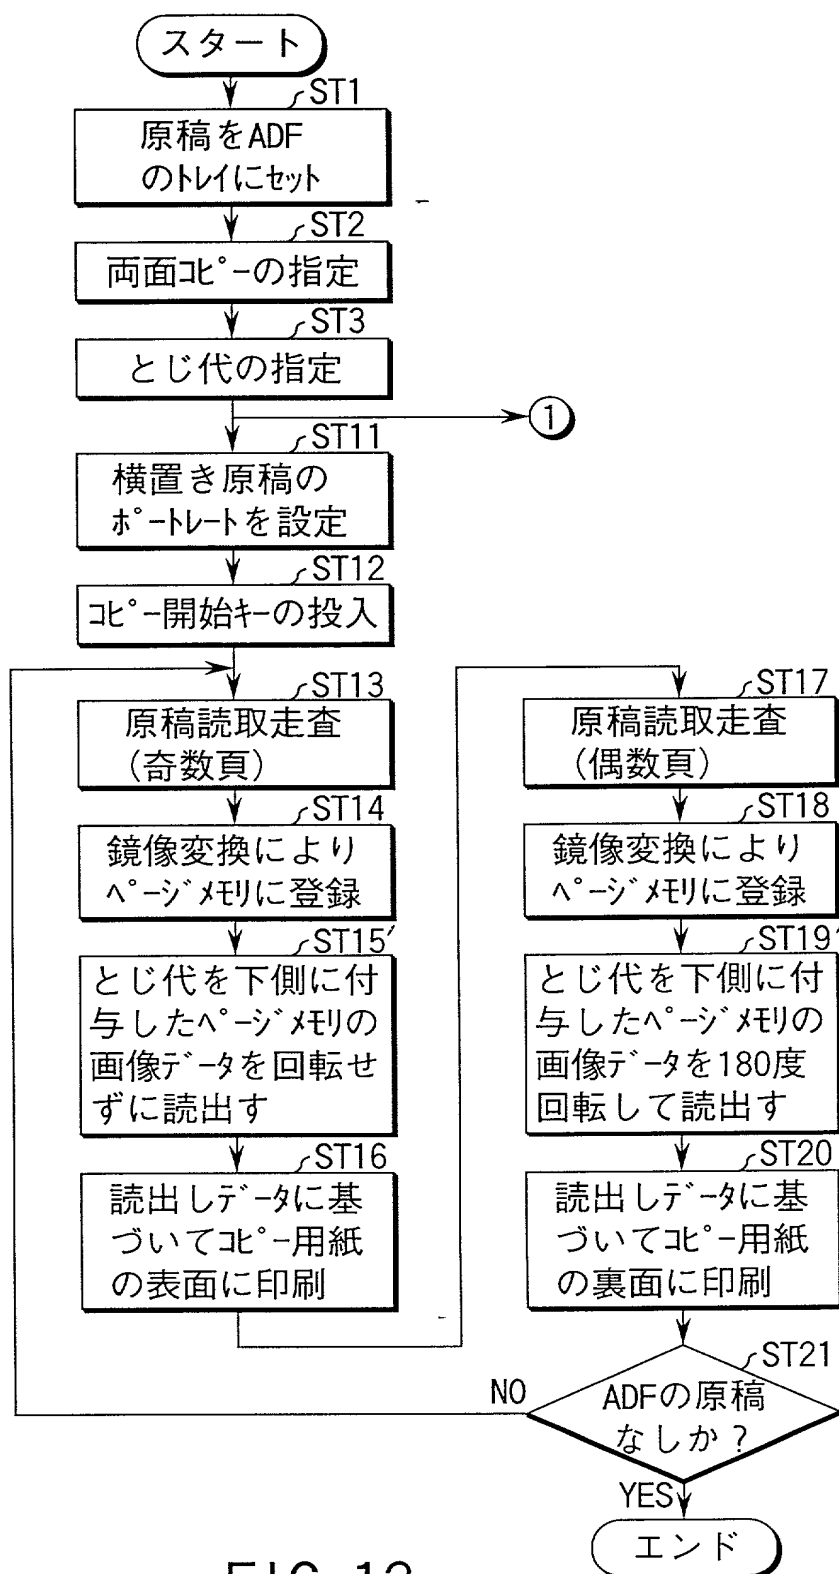 スタート
ST1
原稿をADF
のトレイにセット
ST2
両面コピーの指定
ST3
とじ代の指定
1
ST11
横置き原稿の
ポートレートを設定
ST12
コピー開始キーの投入
ST13
原稿読取走査
(奇数頁)
ST14
鏡像変換により
ページメモリに登録
ST15'
とじ代を下側に付
与したページメモリの
画像データを回転せ
ずに読出す
ST16
読出しデータに基
づいてコピー用紙
の表面に印刷
ST17
原稿読取走査
(偶数頁)
ST18
鏡像変換により
ページメモリに登録
ST19'
とじ代を下側に付
与したページメモリの
画像データを180度
回転して読出す
ST20
読出しデータに基
づいてコピー用紙
の裏面に印刷
ST21
ADFの原稿
なしか?
NO
YES
エンド